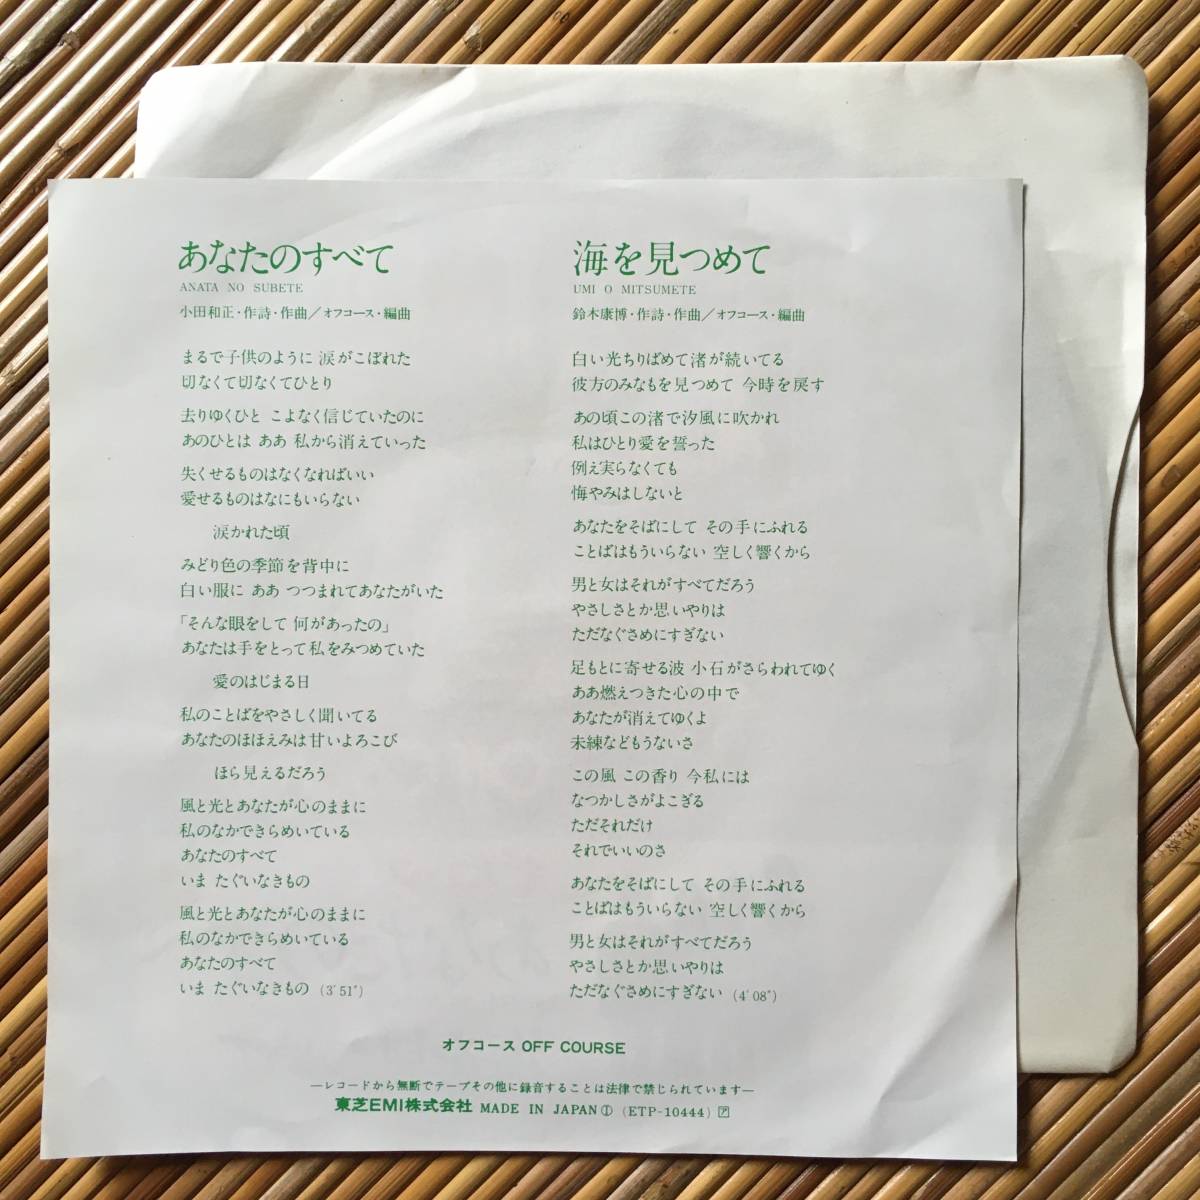 あなたのすべて
ANATA NO SUBETE
小田和正・作詩・作曲／オフコース・編曲
まるで子供のように 涙がこぼれた
切なくて切なくてひとり
去りゆくひと こよなく信じていたのに
あのひとは ああ 私から消えていった
失くせるものはなくなればいい
愛せるものはなにもいらない
涙かれた頃
みどり色の季節を背中に
白い服に ああ つつまれてあなたがいた
「そんな眼をして 何があったの」
あなたは手をとって私をみつめていた
愛のはじまる日
私のことばをやさしく聞いてる
あなたのほほえみは甘いよろこび
ほら見えるだろう
風と光とあなたが心のままに
私のなかできらめいている
あなたのすべて
いま たぐいなきもの
風と光とあなたが心のままに
私のなかできらめいている
あなたのすべて
いま たぐいなきもの (3'51")
海を見つめて
UMI O MITSUMETE
鈴木康博・作詩・作曲／オフコース・編曲
白い光ちりばめて渚が続いてる
彼方のみなもを見つめて 今時を戻す
あの頃この渚で汐風に吹かれ
私はひとり愛を誓った
例え実らなくても
悔やみはしないと
あなたをそばにして その手にふれる
ことばはもういらない 空しく響くから
男と女はそれがすべてだろう
やさしさとか思いやりは
ただなぐさめにすぎない
足もとに寄せる波 小石がさらわれてゆく
ああ燃えつきた心の中で
あなたが消えてゆくよ
未練などもうないさ
この風 この香り 今私には
なつかしさがよこぎる
ただそれだけ
それでいいのさ
あなたをそばにして その手にふれる
ことばはもういらない 空しく響くから
男と女はそれがすべてだろう
やさしさとか思いやりは
ただなぐさめにすぎない (4'08")
オフコース OFF COURSE
―レコードから無断でテープその他に録音することは法律で禁じられています―
東芝EMI株式会社 MADE IN JAPAN Ⓘ (ETP-10444) ア